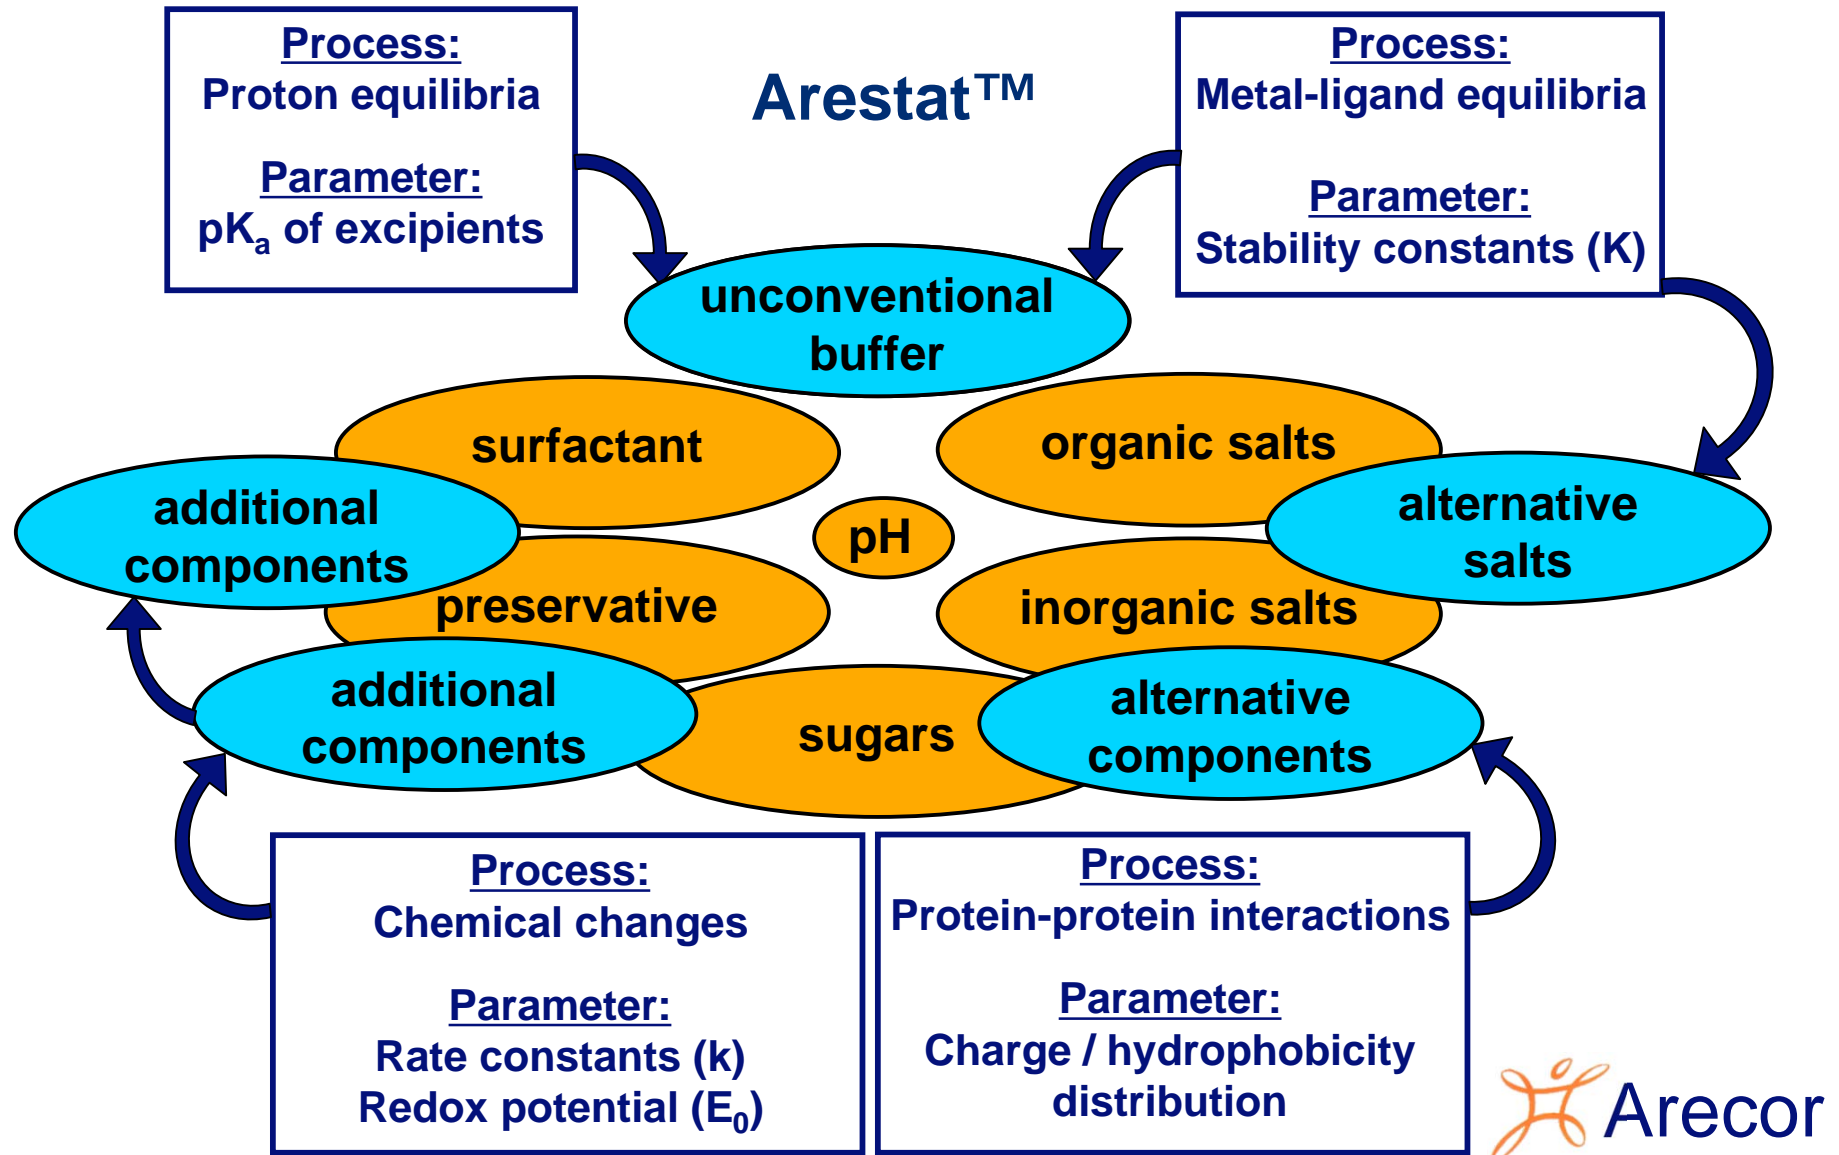 Process:
Proton equilibria
Parameter:
pKₐ of excipients
Arestat™
Process:
Metal-ligand equilibria
Parameter:
Stability constants (K)
unconventional
buffer
surfactant
organic salts
additional
components
pH
alternative
salts
preservative
inorganic salts
additional
components
sugars
alternative
components
Process:
Chemical changes
Parameter:
Rate constants (k)
Redox potential (E₀)
Process:
Protein-protein interactions
Parameter:
Charge / hydrophobicity
distribution
Arecor